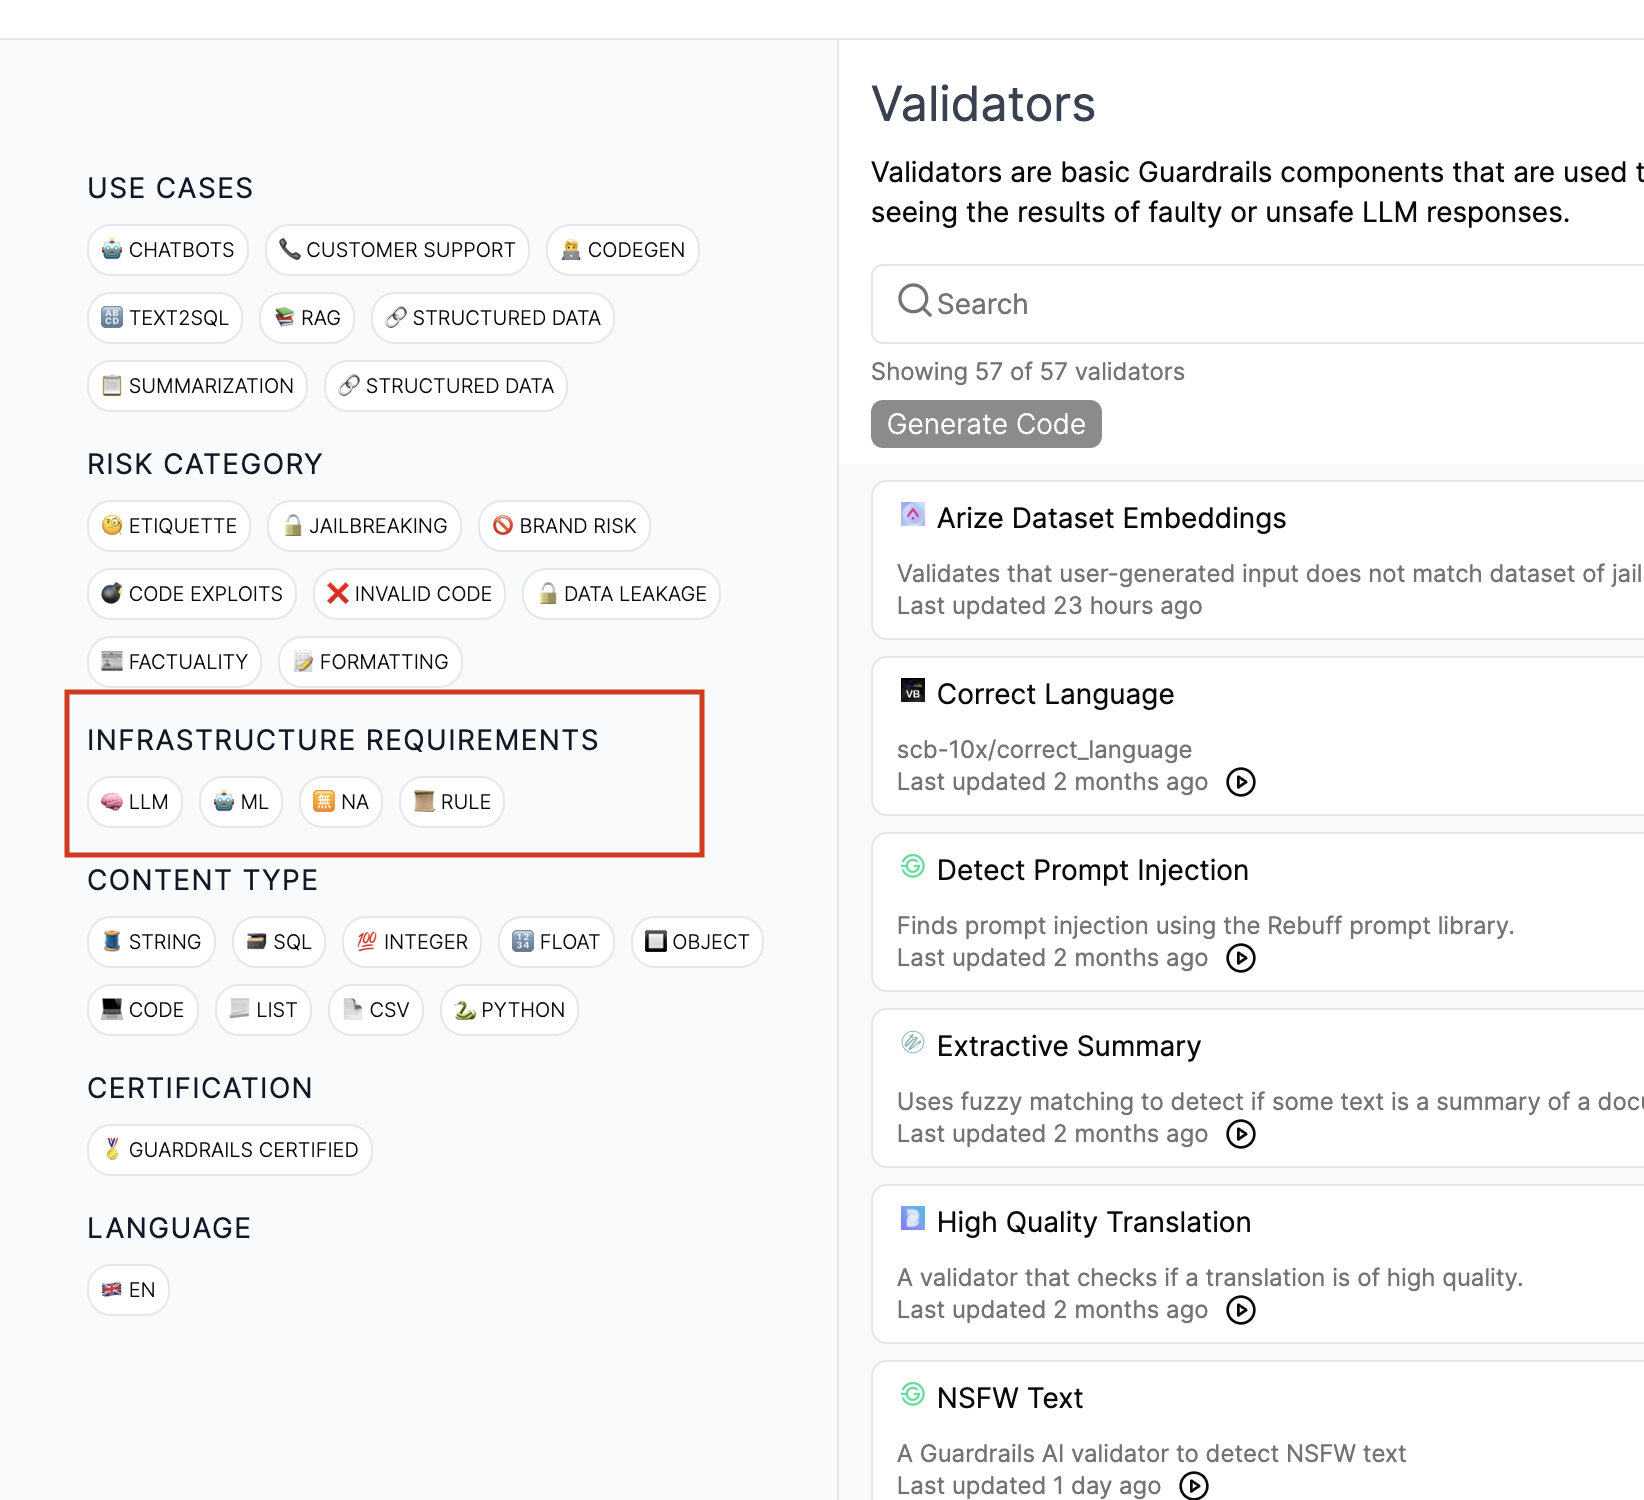 USE CASES
CHATBOTS
CUSTOMER SUPPORT
CODEGEN
TEXT2SQL
RAG
STRUCTURED DATA
SUMMARIZATION
STRUCTURED DATA
RISK CATEGORY
ETIQUETTE
JAILBREAKING
BRAND RISK
CODE EXPLOITS
INVALID CODE
DATA LEAKAGE
FACTUALITY
FORMATTING
INFRASTRUCTURE REQUIREMENTS
LLM
ML
NA
RULE
CONTENT TYPE
STRING
SQL
INTEGER
FLOAT
OBJECT
CODE
LIST
CSV
PYTHON
CERTIFICATION
GUARDRAILS CERTIFIED
LANGUAGE
EN
Validators
Validators are basic Guardrails components that are used t
seeing the results of faulty or unsafe LLM responses.
Search
Showing 57 of 57 validators
Generate Code
Arize Dataset Embeddings
Validates that user-generated input does not match dataset of jail
Last updated 23 hours ago
VB
Correct Language
scb-10x/correct_language
Last updated 2 months ago
Detect Prompt Injection
Finds prompt injection using the Rebuff prompt library.
Last updated 2 months ago
Extractive Summary
Uses fuzzy matching to detect if some text is a summary of a docu
Last updated 2 months ago
High Quality Translation
A validator that checks if a translation is of high quality.
Last updated 2 months ago
NSFW Text
A Guardrails AI validator to detect NSFW text
Last updated 1 day ago